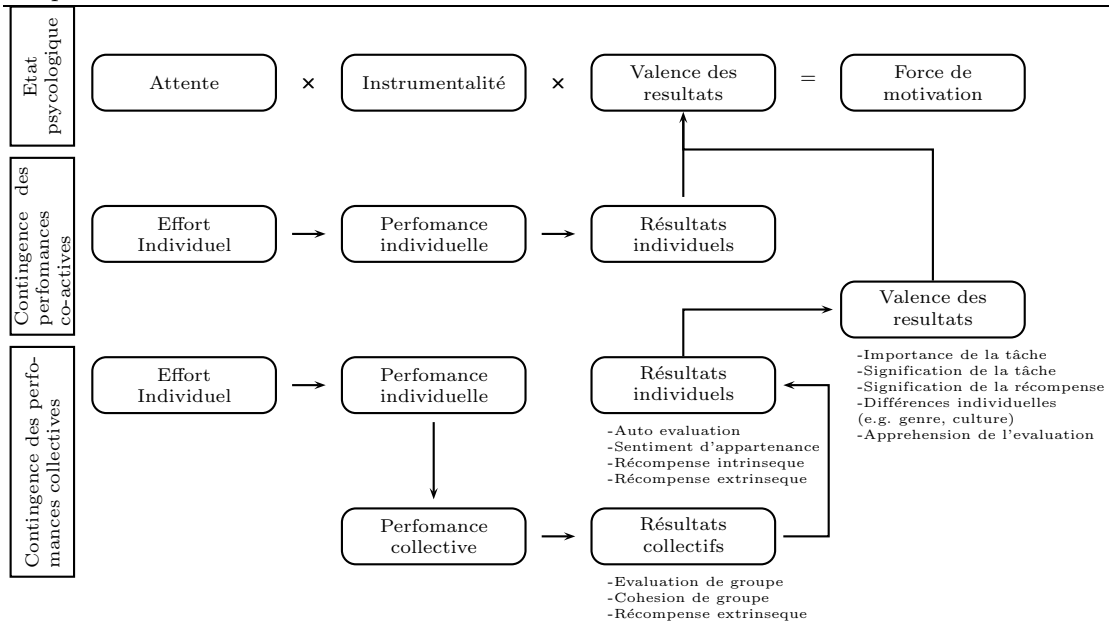 Etat
psycologique
Attente
×
Instrumentalité
×
Valence des
resultats
=
Force de
motivation
Contingence des
perfomances
co-actives
Effort
Individuel
Perfomance
individuelle
Résultats
individuels
Valence des
resultats
-Importance de la tâche
-Signification de la tâche
-Signification de la récompense
-Différences individuelles
(e.g. genre, culture)
-Apprehension de l'evaluation
Contingence des perfo-
mances collectives
Effort
Individuel
Perfomance
individuelle
Résultats
individuels
-Auto evaluation
-Sentiment d'appartenance
-Récompense intrinseque
-Récompense extrinseque
Perfomance
collective
Résultats
collectifs
-Evaluation de groupe
-Cohesion de groupe
-Récompense extrinseque